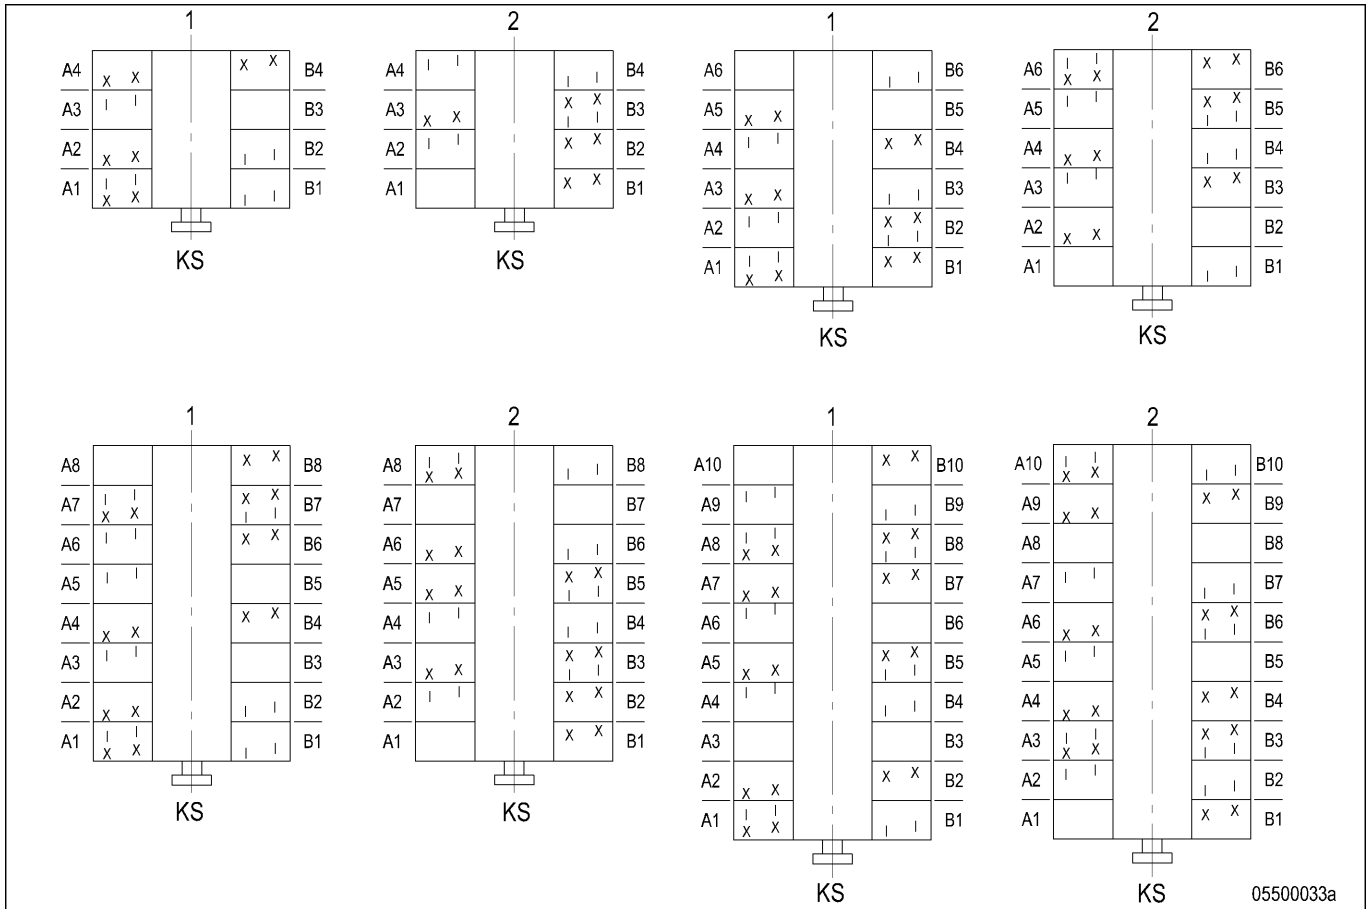 1 2 1 2
A4 X X X X B4 A4 I I I I B4 A6 I I B6 A6 I I X X X X B6
A3 I I B3 A3 X X X X I I B3 A5 X X B5 A5 I I X X I I B5
A2 X X I I B2 A2 I I X X B2 A4 I I X X B4 A4 X X I I B4
A1 I I X X I I B1 A1 X X B1 A3 X X I I B3 A3 I I X X B3
A2 I I X X I I B2 A2 X X B2
A1 I I X X X X B1 A1 I I B1
KS KS KS KS
1 2 1 2
A8 X X B8 A8 I I X X I I B8 A10 X X B10 A10 I I X X I I B10
A7 I I X X X X I I B7 A7 B7 A9 I I I I B9 A9 X X X X B9
A6 I I X X B6 A6 X X I I B6 A8 I I X X X X I I B8 A8 B8
A5 I I B5 A5 X X X X I I B5 A7 X X X X B7 A7 I I I I B7
A4 X X X X B4 A4 I I I I B4 A6 I I B6 A6 X X X X I I B6
A3 I I B3 A3 X X X X I I B3 A5 X X X X I I B5 A5 I I B5
A2 X X I I B2 A2 I I X X B2 A4 I I I I B4 A4 X X X X B4
A1 I I X X I I B1 A1 X X B1 A3 B3 A3 I I X X X X I I B3
A2 X X X X B2 A2 I I I I B2
A1 I I X X I I B1 A1 X X B1
KS KS KS KS
05500033a